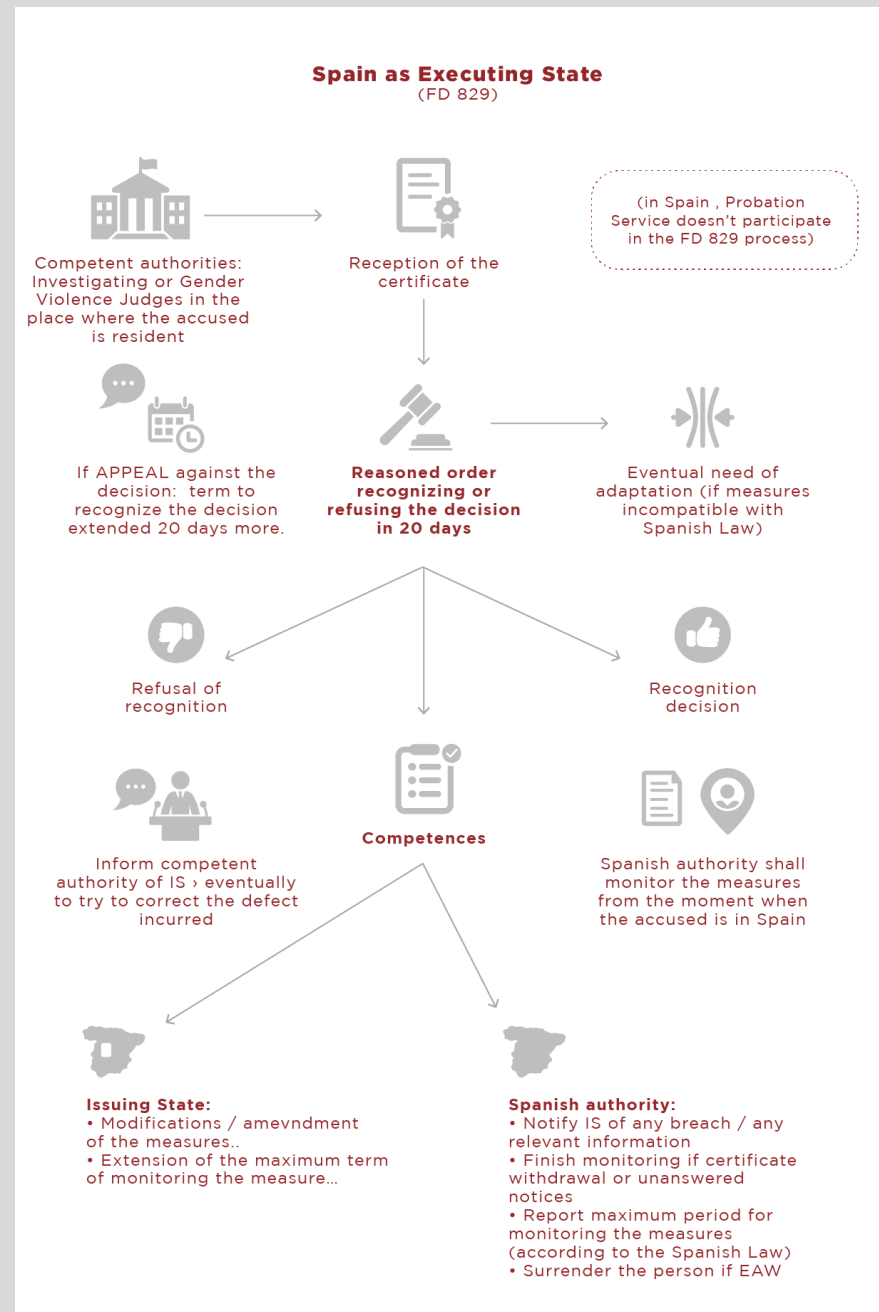 Spain as Executing State
(FD 829)
(in Spain , Probation
Service doesn't participate
in the FD 829 process)
Competent authorities:
Investigating or Gender
Violence Judges in the
place where the accused
is resident
Reception of the
certificate
If APPEAL against the
decision: term to
recognize the decision
extended 20 days more.
Reasoned order
recognizing or
refusing the decision
in 20 days
Eventual need of
adaptation (if measures
incompatible with
Spanish Law)
Refusal of
recognition
Recognition
decision
Competences
Inform competent
authority of IS › eventually
to try to correct the defect
incurred
Spanish authority shall
monitor the measures
from the moment when
the accused is in Spain
Issuing State:
• Modifications / amevndment
of the measures..
• Extension of the maximum term
of monitoring the measure...
Spanish authority:
• Notify IS of any breach / any
relevant information
• Finish monitoring if certificate
withdrawal or unanswered
notices
• Report maximum period for
monitoring the measures
(according to the Spanish Law)
• Surrender the person if EAW